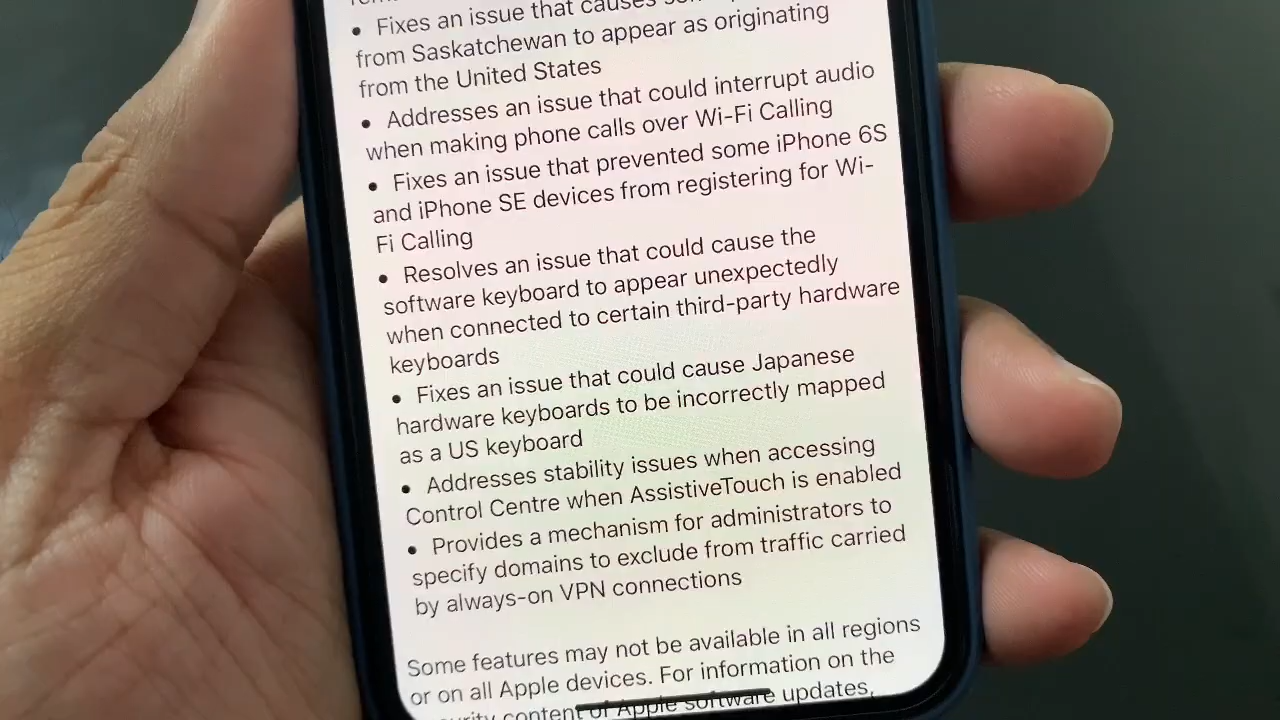 • Fixes an issue that causes
from Saskatchewan to appear as originating
from the United States
• Addresses an issue that could interrupt audio
when making phone calls over Wi-Fi Calling
• Fixes an issue that prevented some iPhone 6S
and iPhone SE devices from registering for Wi-
Fi Calling
• Resolves an issue that could cause the
software keyboard to appear unexpectedly
when connected to certain third-party hardware
keyboards
• Fixes an issue that could cause Japanese
hardware keyboards to be incorrectly mapped
as a US keyboard
• Addresses stability issues when accessing
Control Centre when AssistiveTouch is enabled
• Provides a mechanism for administrators to
specify domains to exclude from traffic carried
by always-on VPN connections
Some features may not be available in all regions
or on all Apple devices. For information on the
content of Apple software updates,